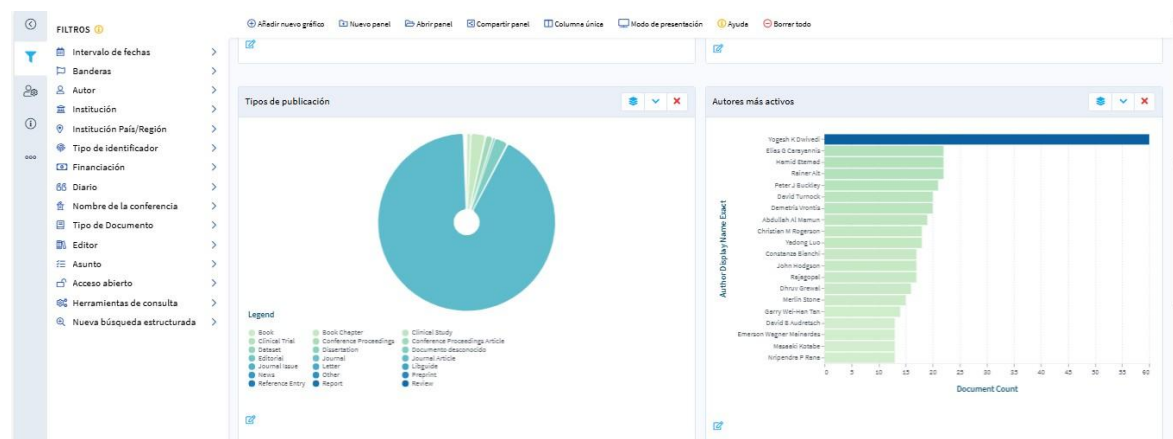 Añadir nuevo gráfico Nuevo panel Abrir panel Compartir panel Columna única Modo de presentación Ayuda Borrar todo
FILTROS
Intervalo de fechas
Banderas
Autor
Institución
Institución País/Región
Tipo de identificador
Financiación
Diario
Nombre de la conferencia
Tipo de Documento
Editor
Asunto
Acceso abierto
Herramientas de consulta
Nueva búsqueda estructurada
Tipos de publicación
Legend
Book Book Chapter Clinical Study
Clinical Trial Conference Proceedings Conference Proceedings Article
Dataset Dissertation Documento desconocido
Editorial Journal Journal Article
Journal Issue Letter Libguide
News Other Preprint
Reference Entry Report Review
Autores más activos
Author Display Name Exact
Yogesh K Dwivedi
Elias G Carayannis
Hamid Etemad
Rainer Alt
Peter J Buckley
David Turnock
Demetris Vrontis
Abdullah Al Mamun
Christian M Rogerson
Yadong Luo
Constanza Bianchi
John Hodgson
Rajagopal
Dhruv Grewal
Merlin Stone
Garry Wei-Han Tan
David B Audretsch
Emerson Wagner Mainardes
Masaaki Kotabe
Nripendra P Rana
0 5 10 15 20 25 30 35 40 45 50 55 60
Document Count